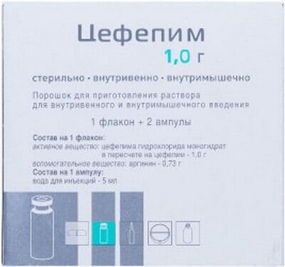 Цефепим
1,0 г
стерильно • внутривенно • внутримышечно
Порошок для приготовления раствора
для внутривенного и внутримышечного введения
1 флакон + 2 ампулы
Состав на 1 флакон:
активное вещество: цефепима гидрохлорида моногидрат
в пересчете на цефепим - 1,0 г
вспомогательное вещество: аргинин - 0,73 г
Состав на 1 ампулу:
вода для инъекций - 5 мл